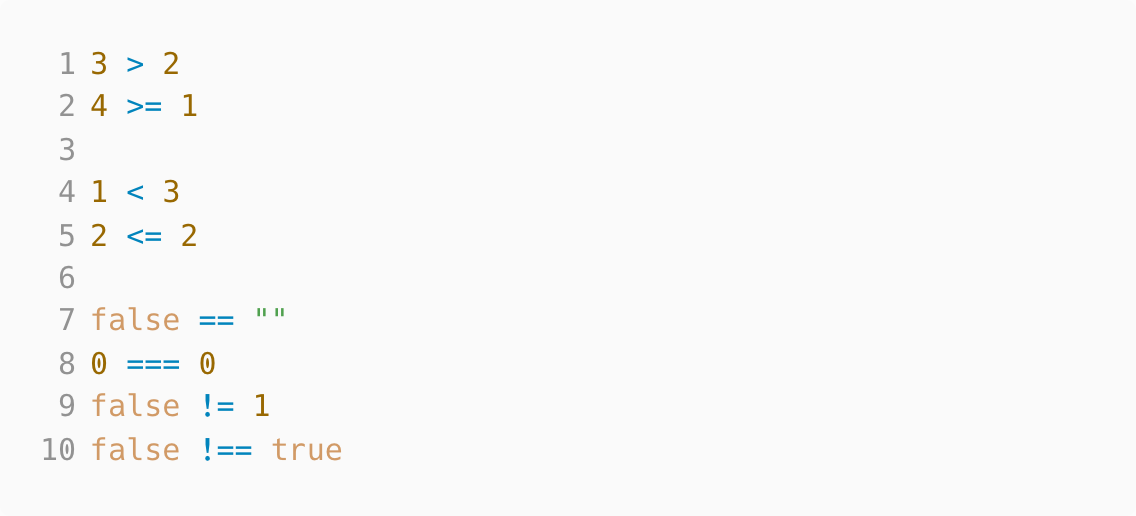 1 3 > 2
2 4 >= 1
3
4 1 < 3
5 2 <= 2
6
7 false == ""
8 0 === 0
9 false != 1
10 false !== true